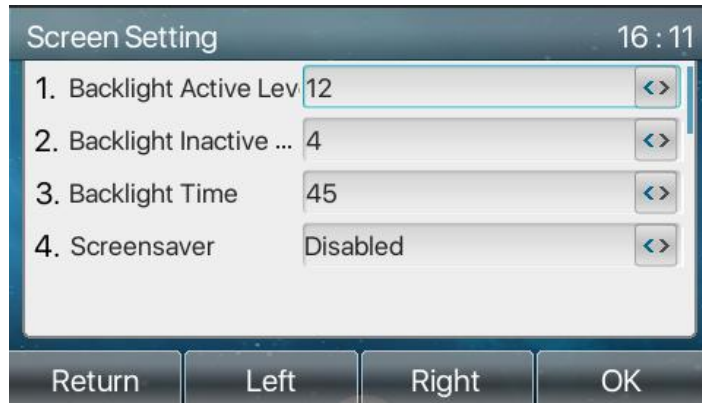 Screen Setting 16 : 11
1. Backlight Active Lev 12 <>
2. Backlight Inactive ... 4 <>
3. Backlight Time 45 <>
4. Screensaver Disabled <>
Return Left Right OK